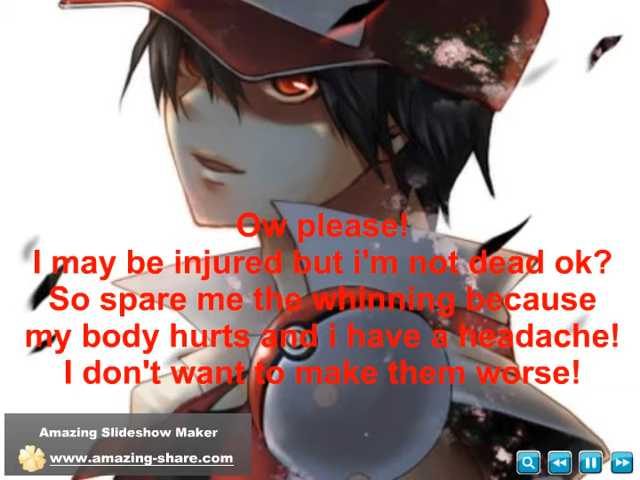 Ow please!
I may be injured but i'm not dead ok?
So spare me the whinning because
my body hurts and i have a headache!
I don't want to make them worse!
Amazing Slideshow Maker
www.amazing-share.com